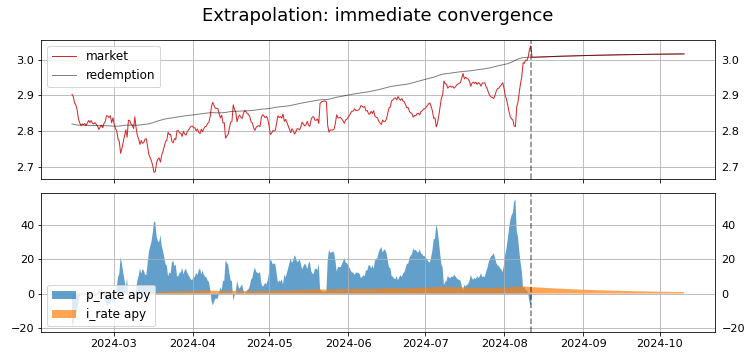 Extrapolation: immediate convergence
market
redemption
3.0 3.0
2.9 2.9
2.8 2.8
2.7 2.7
40 40
20 20
0 0
p_rate apy
i_rate apy
−20 −20
2024-03 2024-04 2024-05 2024-06 2024-07 2024-08 2024-09 2024-10